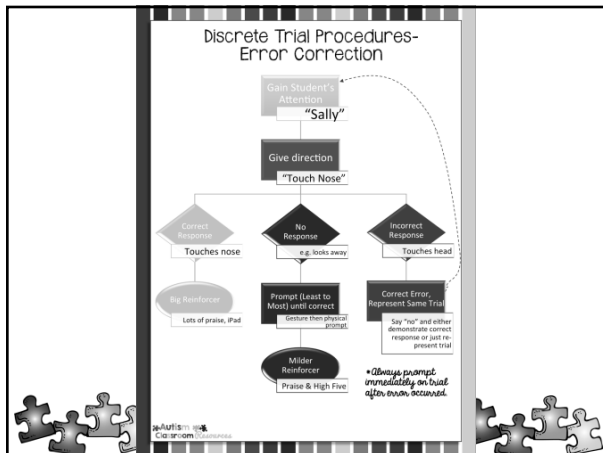 Discrete Trial Procedures-
Error Correction
Gain Student's
Attention
"Sally"
Give direction
"Touch Nose"
Correct
Response
Touches nose
No
Response
e.g. looks away
Incorrect
Response
Touches head
Big Reinforcer
Lots of praise, iPad
Prompt (Least to
Most) until correct
Gesture then physical
prompt
Correct Error,
Represent Same Trial
Say "no" and either
demonstrate correct
response or just re-
present trial
Milder
Reinforcer
Praise & High Five
*Always prompt
immediately on trial
after error occurred.
Autism
Classroom Resources